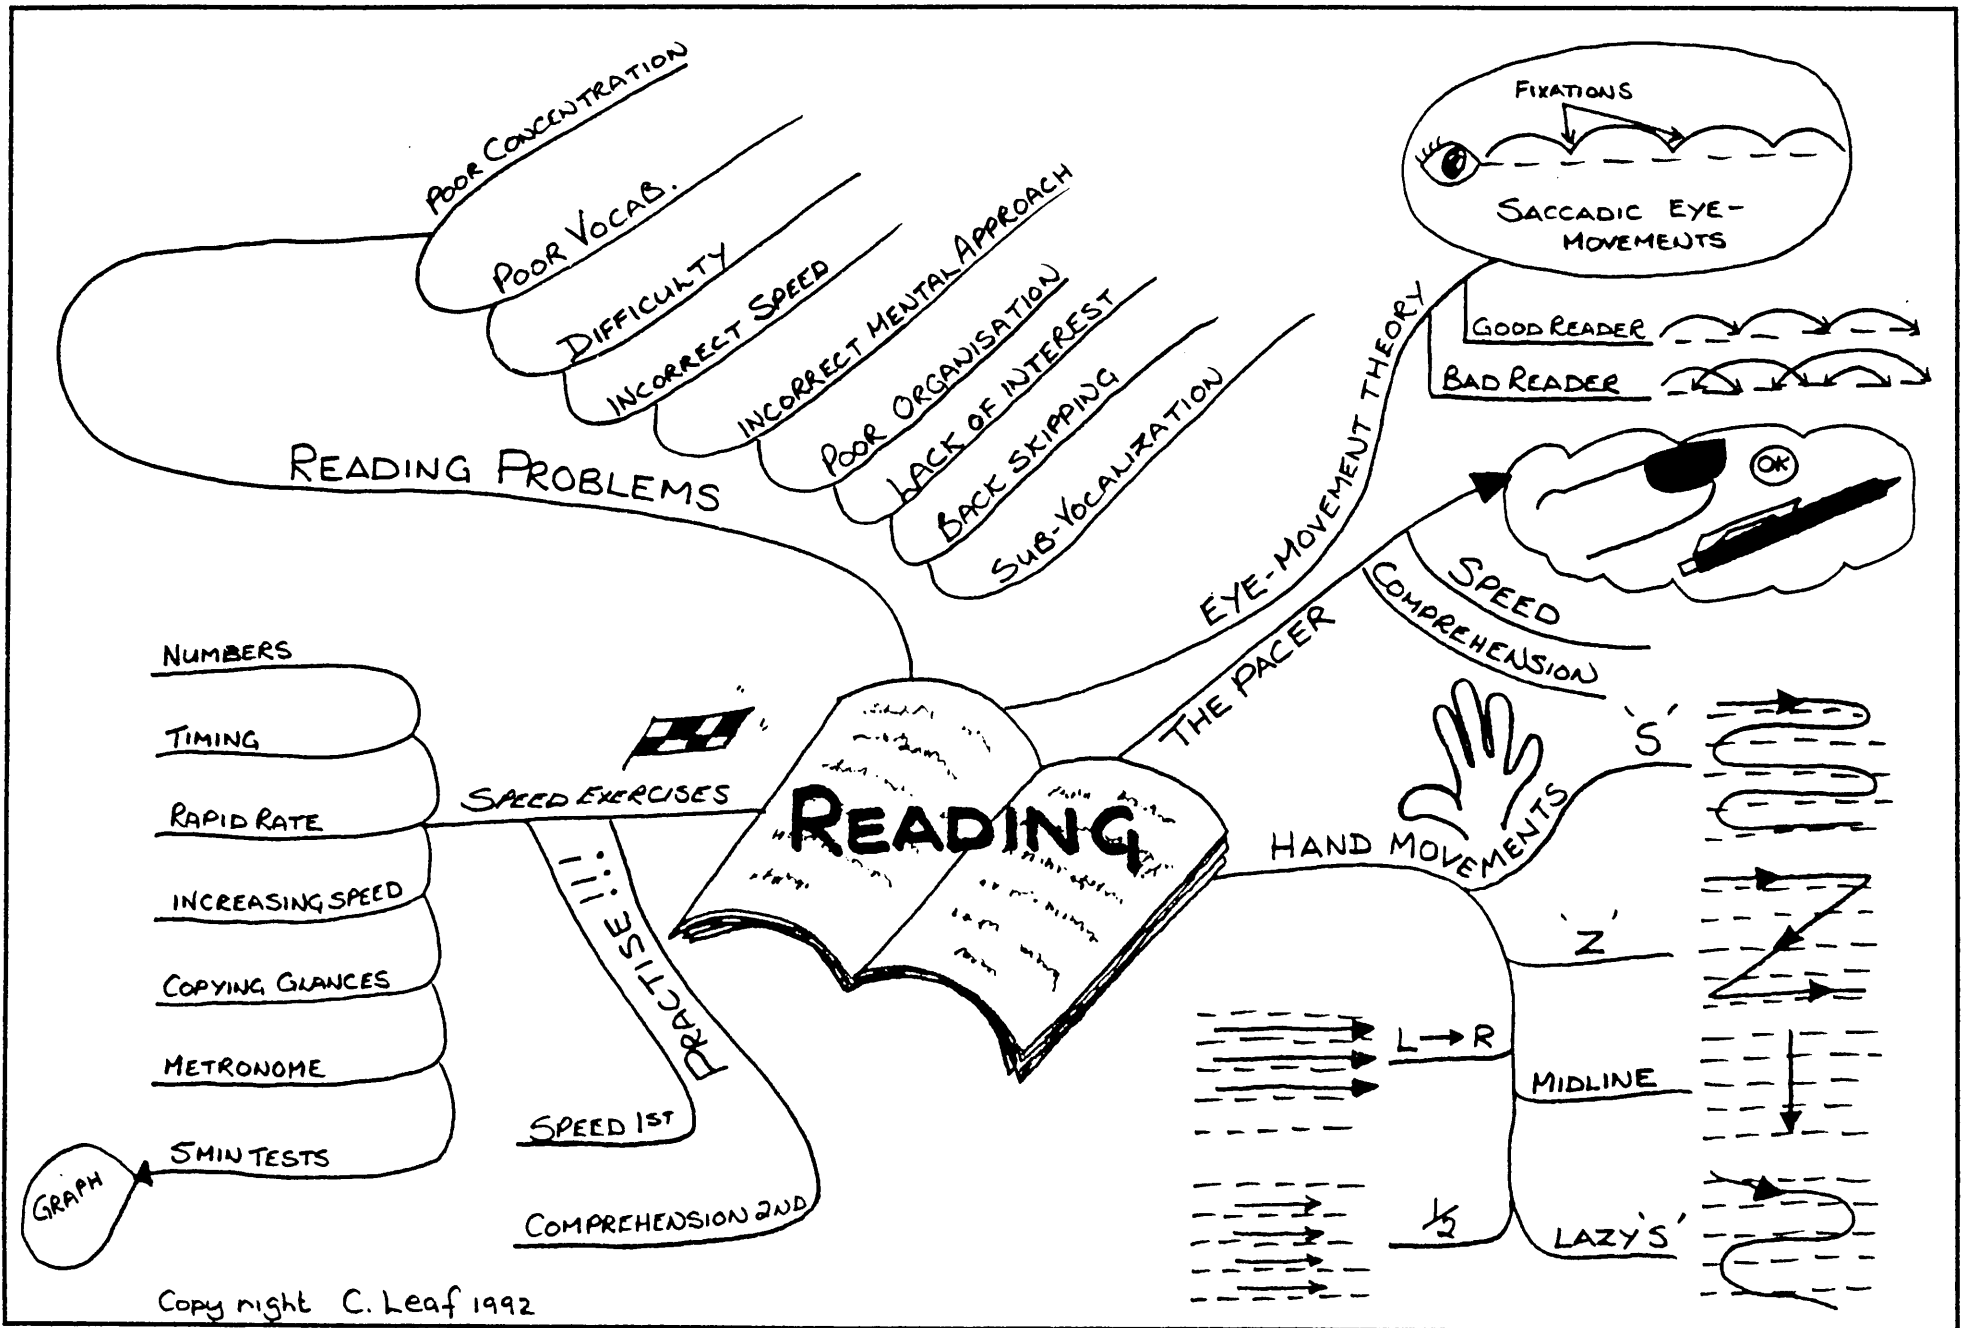 POOR CONCENTRATION
POOR VOCAB.
DIFFICULTY
INCORRECT SPEED
INCORRECT MENTAL APPROACH
POOR ORGANISATION
LACK OF INTEREST
BACK SKIPPING
SUB-VOCALIZATION
READING PROBLEMS
FIXATIONS
SACCADIC EYE-
MOVEMENTS
GOOD READER
BAD READER
EYE-MOVEMENT THEORY
OK
THE PACER
SPEED
COMPREHENSION
NUMBERS
TIMING
RAPID RATE
INCREASING SPEED
COPYING GLANCES
METRONOME
5 MIN TESTS
GRAPH
SPEED EXERCISES
PRACTISE!!!
SPEED 1ST
COMPREHENSION 2ND
READING
HAND MOVEMENTS
'S'
'Z'
L → R
MIDLINE
1/2
LAZY 'S'
Copy right C. Leaf 1992